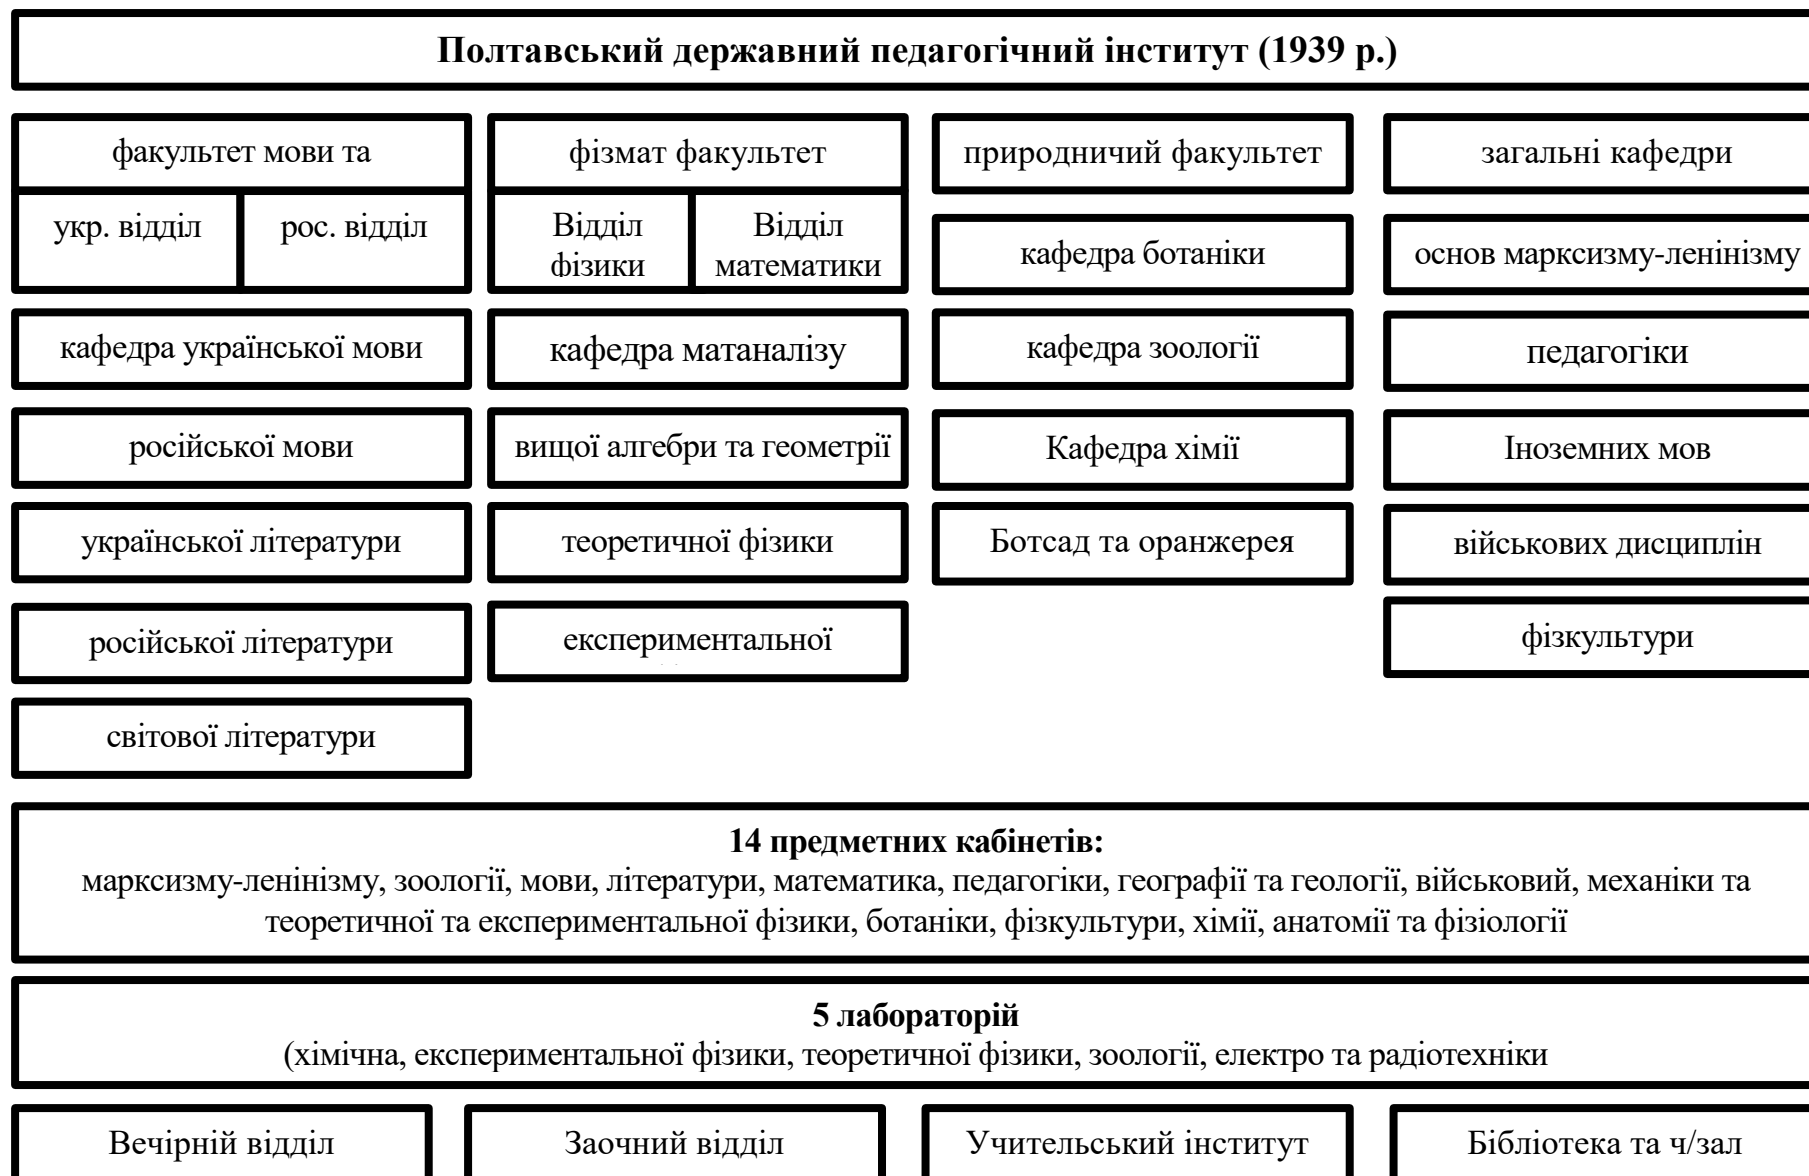 Полтавський державний педагогічний інститут (1939 р.)
факультет мови та
укр. відділ
рос. відділ
кафедра української мови
російської мови
української літератури
російської літератури
світової літератури
фізмат факультет
Відділ
фізики
Відділ
математики
кафедра матаналізу
вищої алгебри та геометрії
теоретичної фізики
експериментальної
природничий факультет
кафедра ботаніки
кафедра зоології
Кафедра хімії
Ботсад та оранжерея
загальні кафедри
основ марксизму-ленінізму
педагогіки
Іноземних мов
військових дисциплін
фізкультури
14 предметних кабінетів:
марксизму-ленінізму, зоології, мови, літератури, математика, педагогіки, географії та геології, військовий, механіки та
теоретичної та експериментальної фізики, ботаніки, фізкультури, хімії, анатомії та фізіології
5 лабораторій
(хімічна, експериментальної фізики, теоретичної фізики, зоології, електро та радіотехніки
Вечірній відділ
Заочний відділ
Учительський інститут
Бібліотека та ч/зал